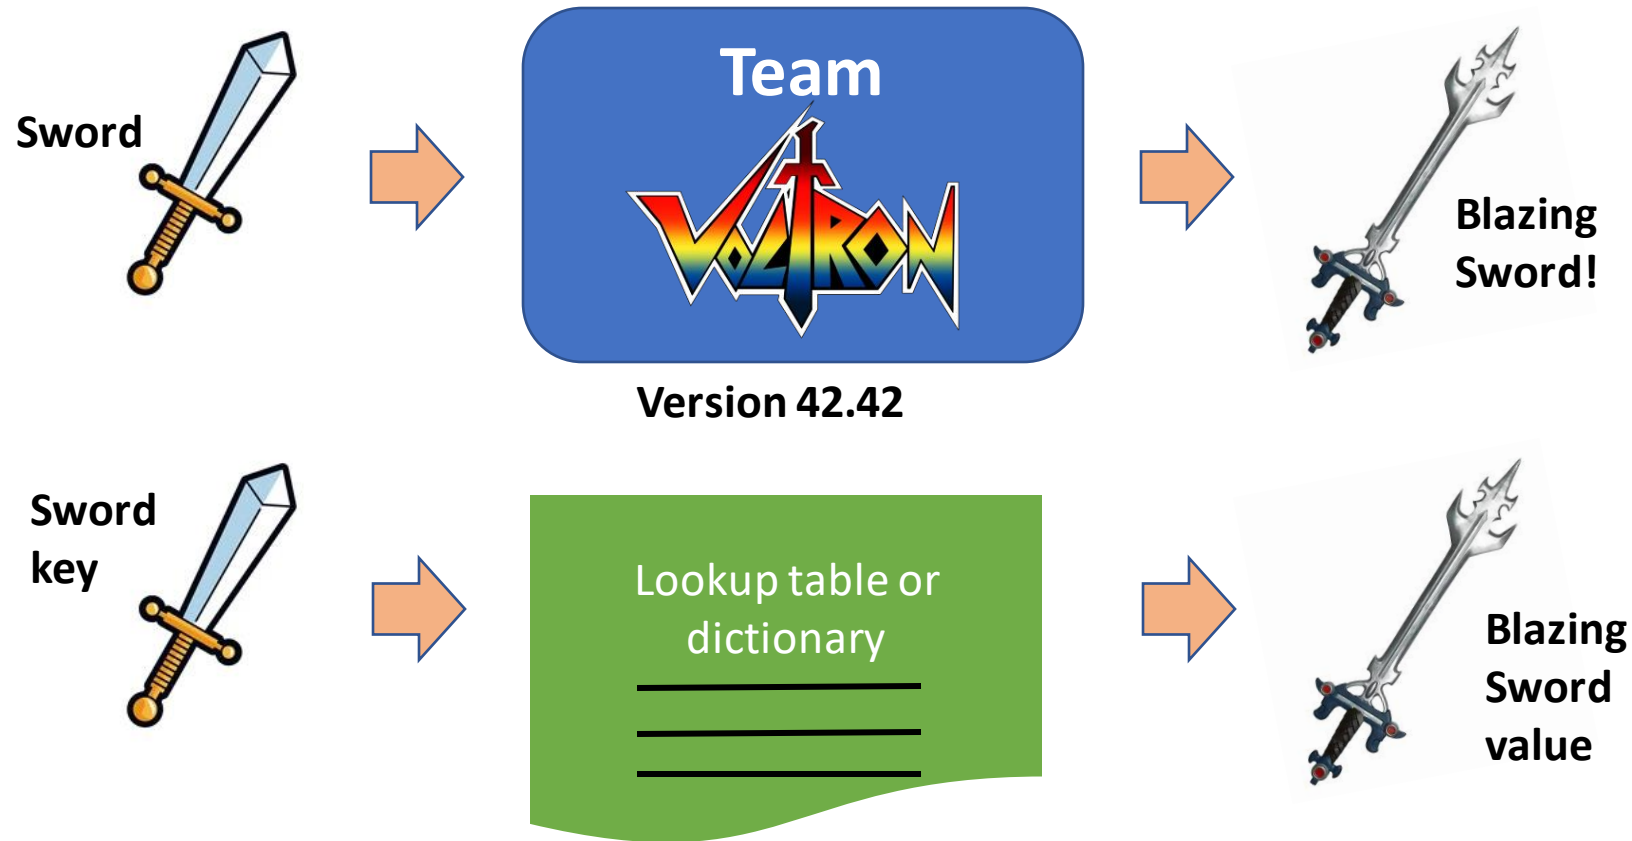 Sword
Team
VOLTRON
Blazing
Sword!
Version 42.42
Sword
key
Lookup table or
dictionary
Blazing
Sword
value